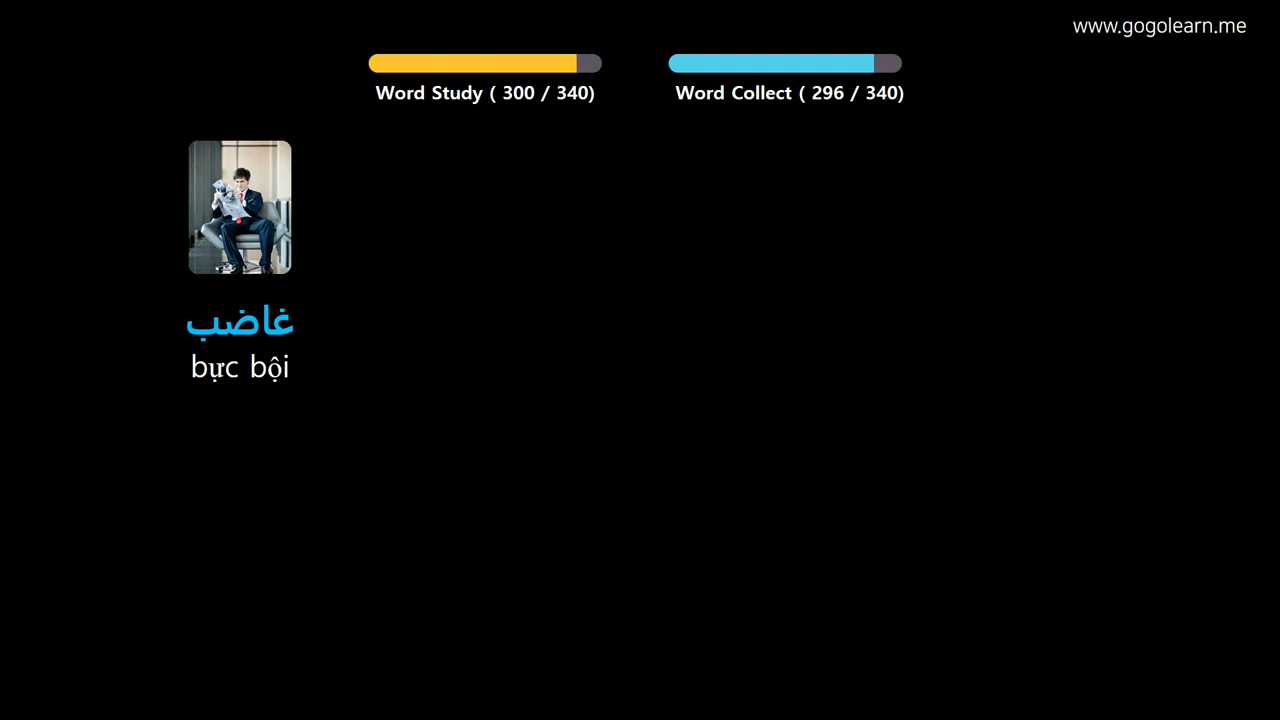 www.gogolearn.me
Word Study ( 300 / 340)
Word Collect ( 296 / 340)
غاضب
bực bội